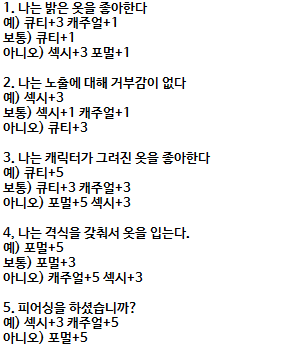 1. 나는 밝은 옷을 좋아한다
예) 큐티+3 캐주얼+1
보통) 큐티+1
아니오) 섹시+3 포멀+1
2. 나는 노출에 대해 거부감이 없다
예) 섹시+3
보통) 섹시+1 캐주얼+1
아니오) 큐티+3
3. 나는 캐릭터가 그려진 옷을 좋아한다
예) 큐티+5
보통) 큐티+3 캐주얼+3
아니오) 포멀+5 섹시+3
4, 나는 격식을 갖춰서 옷을 입는다.
예) 포멀+5
보통) 포멀+3
아니오) 캐주얼+5 섹시+3
5. 피어싱을 하셨습니까?
예) 섹시+3 캐주얼+5
아니오) 포멀+5